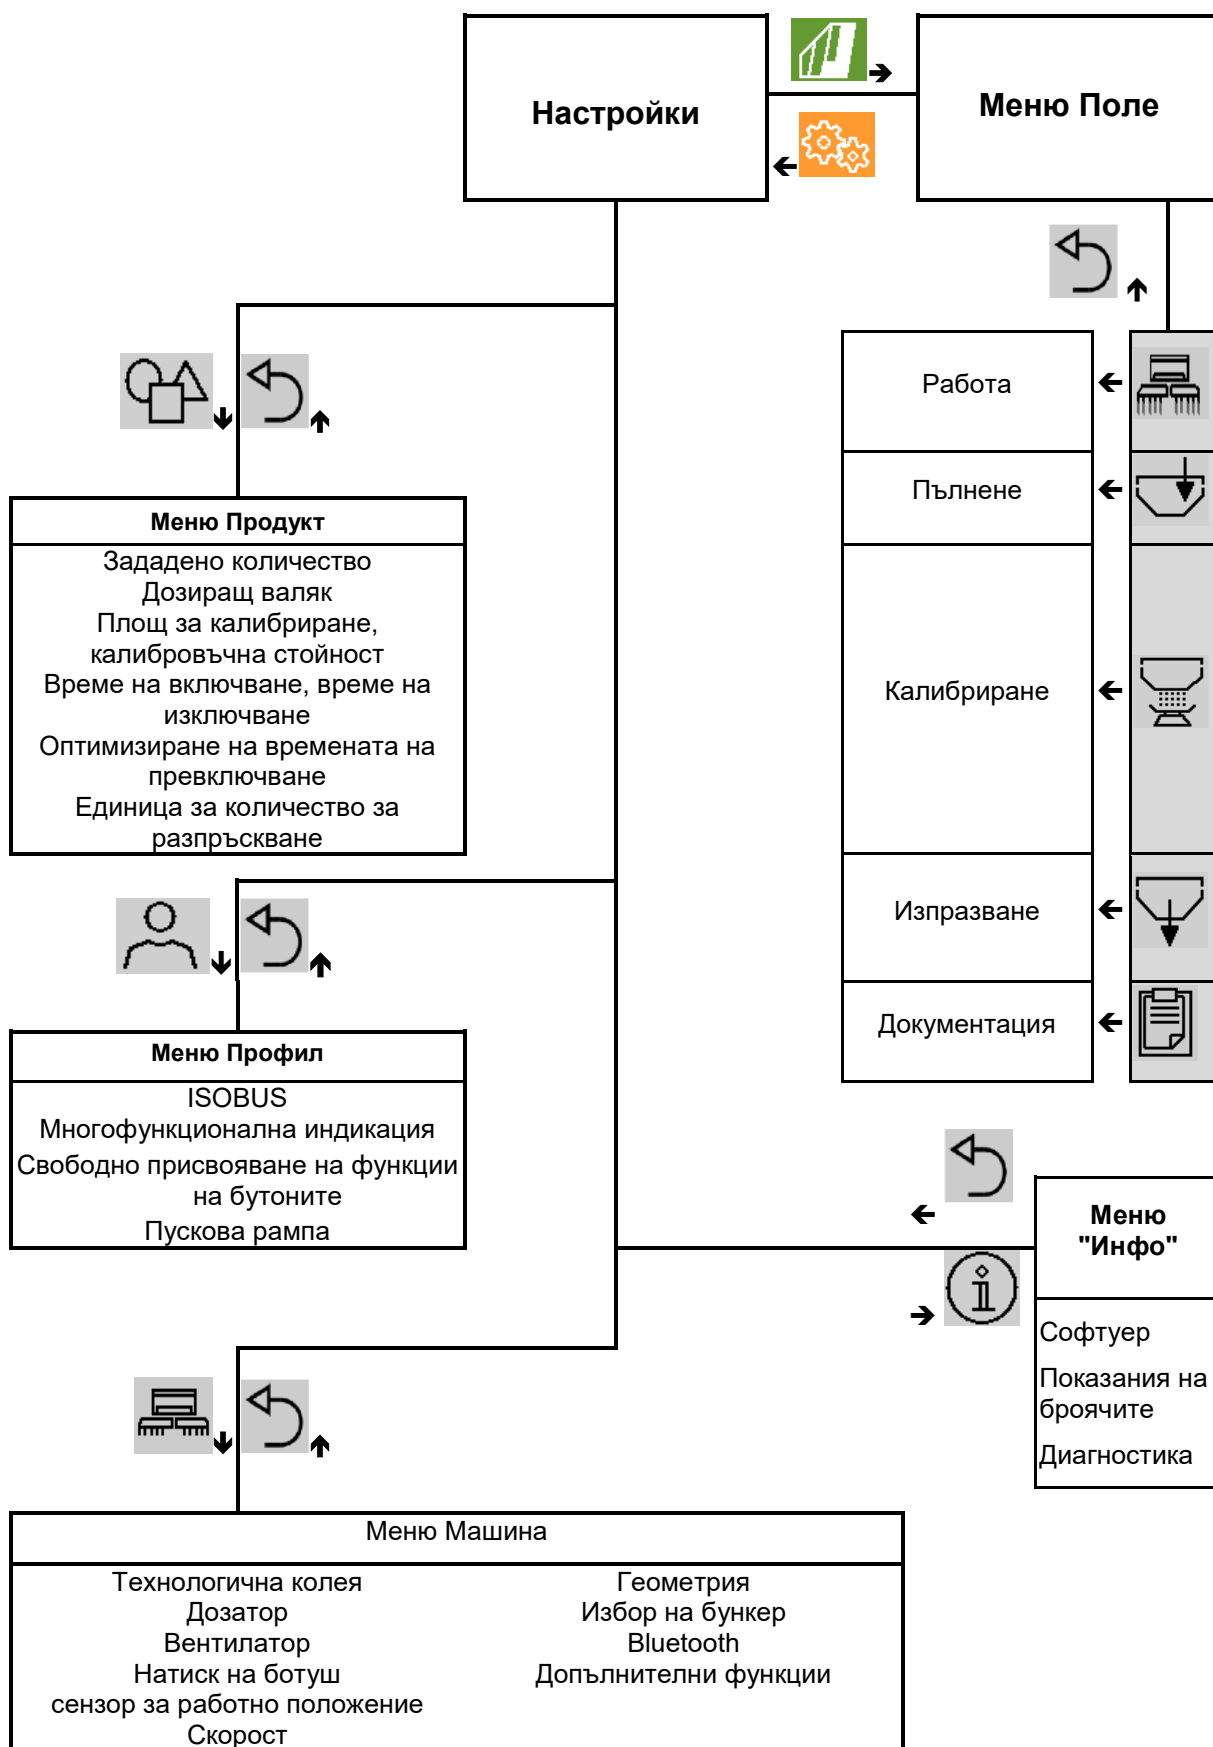 Настройки
Меню Поле
Работа
Пълнене
Калибриране
Изпразване
Документация
Меню Продукт
Зададено количество
Дозиращ валяк
Площ за калибриране,
калибровъчна стойност
Време на включване, време на
изключване
Оптимизиране на времената на
превключване
Единица за количество за
разпръскване
Меню Профил
ISOBUS
Многофункционална индикация
Свободно присвояване на функции
на бутоните
Пускова рампа
Меню
"Инфо"
Софтуер
Показания на
броячите
Диагностика
Меню Машина
Технологична колея
Дозатор
Вентилатор
Натиск на ботуш
сензор за работно положение
Скорост
Геометрия
Избор на бункер
Bluetooth
Допълнителни функции